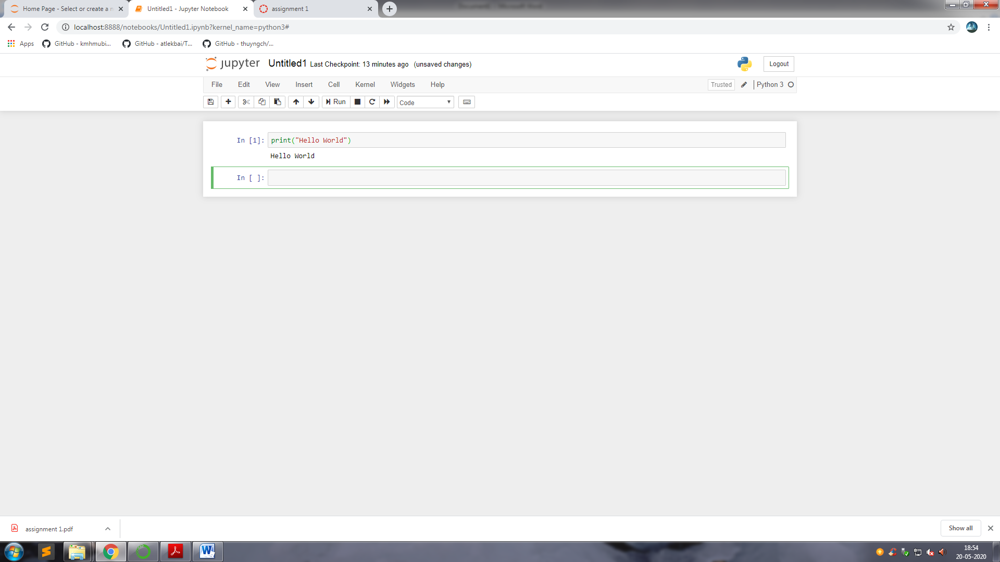 Home Page - Select or create a n
Untitled1 - Jupyter Notebook
assignment 1
localhost:8888/notebooks/Untitled1.ipynb?kernel_name=python3#
Apps
GitHub - kmhmubi...
GitHub - atlekbai/T...
GitHub - thuyngch/...
jupyter Untitled1 Last Checkpoint: 13 minutes ago (unsaved changes)
Logout
File Edit View Insert Cell Kernel Widgets Help
Trusted
Python 3
Run
Code
In [1]: print("Hello World")
Hello World
In [ ]:
assignment 1.pdf
Show all
18:54
20-05-2020